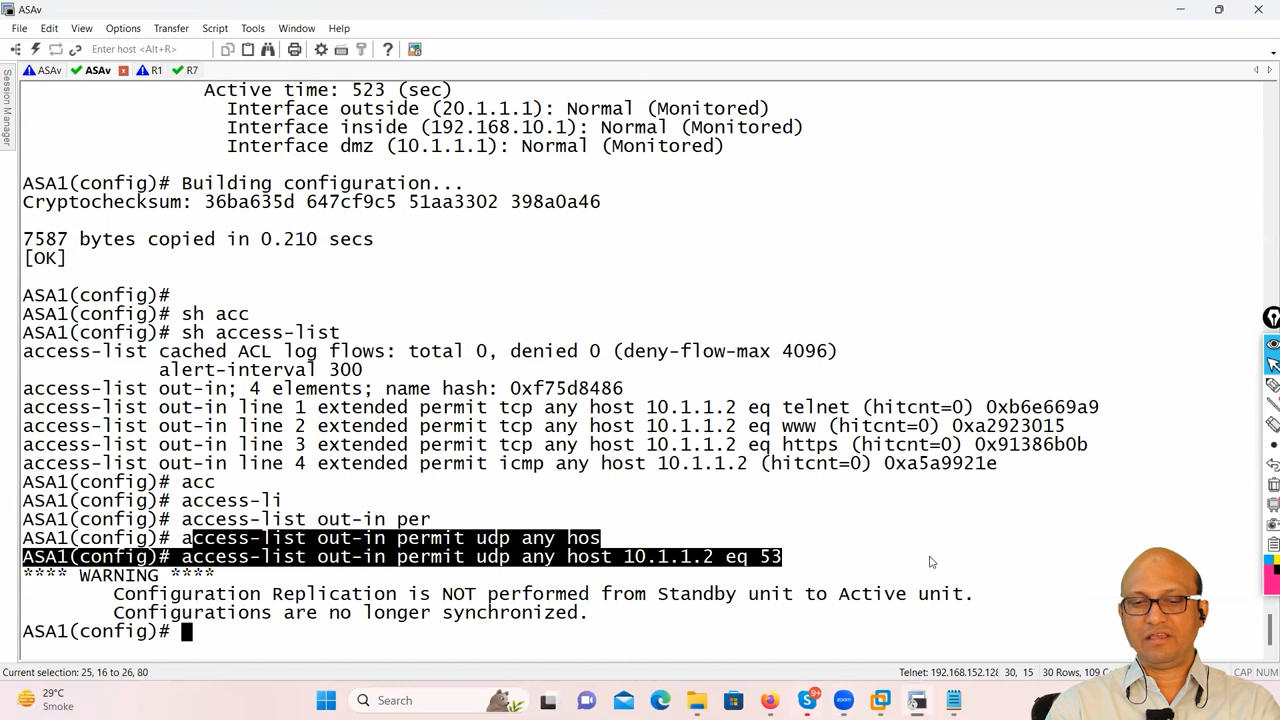 ASAv
File Edit View Options Transfer Script Tools Window Help
Enter host <Alt+R>
ASAv ASAv R1 R7
Session Manager
Active time: 523 (sec)
Interface outside (20.1.1.1): Normal (Monitored)
Interface inside (192.168.10.1): Normal (Monitored)
Interface dmz (10.1.1.1): Normal (Monitored)
ASA1(config)# Building configuration...
Cryptochecksum: 36ba635d 647cf9c5 51aa3302 398a0a46
7587 bytes copied in 0.210 secs
[OK]
ASA1(config)#
ASA1(config)# sh acc
ASA1(config)# sh access-list
access-list cached ACL log flows: total 0, denied 0 (deny-flow-max 4096)
alert-interval 300
access-list out-in; 4 elements; name hash: 0xf75d8486
access-list out-in line 1 extended permit tcp any host 10.1.1.2 eq telnet (hitcnt=0) 0xb6e669a9
access-list out-in line 2 extended permit tcp any host 10.1.1.2 eq www (hitcnt=0) 0xa2923015
access-list out-in line 3 extended permit tcp any host 10.1.1.2 eq https (hitcnt=0) 0x91386b0b
access-list out-in line 4 extended permit icmp any host 10.1.1.2 (hitcnt=0) 0xa5a9921e
ASA1(config)# acc
ASA1(config)# access-li
ASA1(config)# access-list out-in per
ASA1(config)# access-list out-in permit udp any hos
ASA1(config)# access-list out-in permit udp any host 10.1.1.2 eq 53
**** WARNING ****
Configuration Replication is NOT performed from Standby unit to Active unit.
Configurations are no longer synchronized.
ASA1(config)#
Current selection: 25, 16 to 26, 80 Telnet: 192.168.152.128 30, 15 30 Rows, 109 CAP NUM
29°C
Smoke
Search
9+
zoom